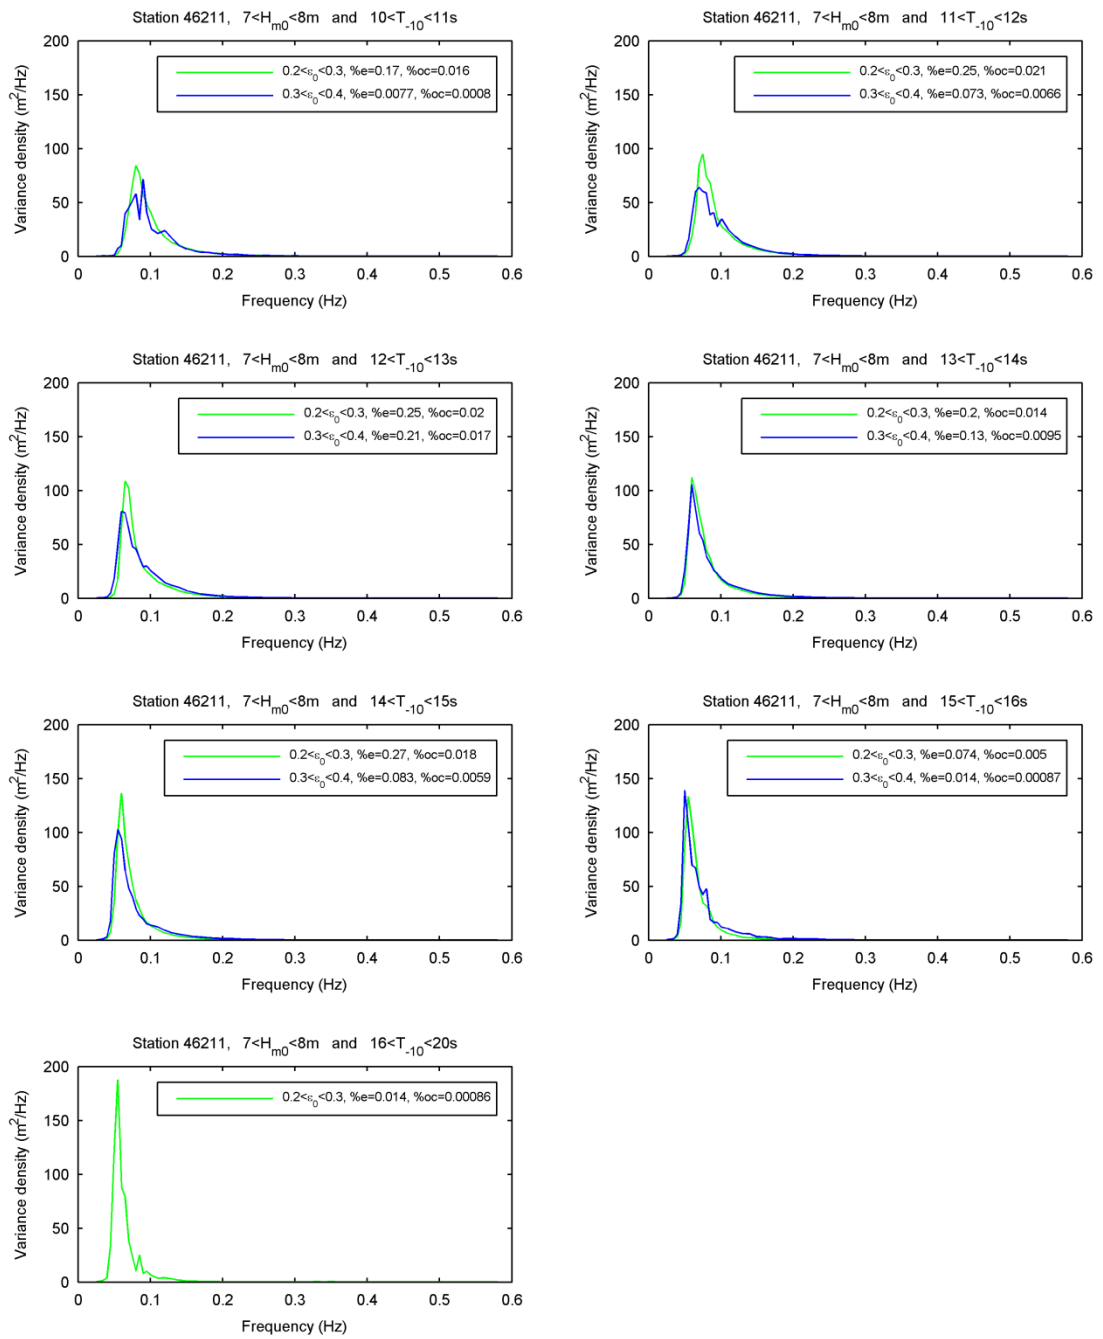 Station 46211, 7<H_m0<8m and 10<T_-10<11s
200
150
100
50
0
Variance density (m²/Hz)
0.2<ε₀<0.3, %e=0.17, %oc=0.016
0.3<ε₀<0.4, %e=0.0077, %oc=0.0008
0 0.1 0.2 0.3 0.4 0.5 0.6
Frequency (Hz)
Station 46211, 7<H_m0<8m and 11<T_-10<12s
200
150
100
50
0
Variance density (m²/Hz)
0.2<ε₀<0.3, %e=0.25, %oc=0.021
0.3<ε₀<0.4, %e=0.073, %oc=0.0066
0 0.1 0.2 0.3 0.4 0.5 0.6
Frequency (Hz)
Station 46211, 7<H_m0<8m and 12<T_-10<13s
200
150
100
50
0
Variance density (m²/Hz)
0.2<ε₀<0.3, %e=0.25, %oc=0.02
0.3<ε₀<0.4, %e=0.21, %oc=0.017
0 0.1 0.2 0.3 0.4 0.5 0.6
Frequency (Hz)
Station 46211, 7<H_m0<8m and 13<T_-10<14s
200
150
100
50
0
Variance density (m²/Hz)
0.2<ε₀<0.3, %e=0.2, %oc=0.014
0.3<ε₀<0.4, %e=0.13, %oc=0.0095
0 0.1 0.2 0.3 0.4 0.5 0.6
Frequency (Hz)
Station 46211, 7<H_m0<8m and 14<T_-10<15s
200
150
100
50
0
Variance density (m²/Hz)
0.2<ε₀<0.3, %e=0.27, %oc=0.018
0.3<ε₀<0.4, %e=0.083, %oc=0.0059
0 0.1 0.2 0.3 0.4 0.5 0.6
Frequency (Hz)
Station 46211, 7<H_m0<8m and 15<T_-10<16s
200
150
100
50
0
Variance density (m²/Hz)
0.2<ε₀<0.3, %e=0.074, %oc=0.005
0.3<ε₀<0.4, %e=0.014, %oc=0.00087
0 0.1 0.2 0.3 0.4 0.5 0.6
Frequency (Hz)
Station 46211, 7<H_m0<8m and 16<T_-10<20s
200
150
100
50
0
Variance density (m²/Hz)
0.2<ε₀<0.3, %e=0.014, %oc=0.00086
0 0.1 0.2 0.3 0.4 0.5 0.6
Frequency (Hz)